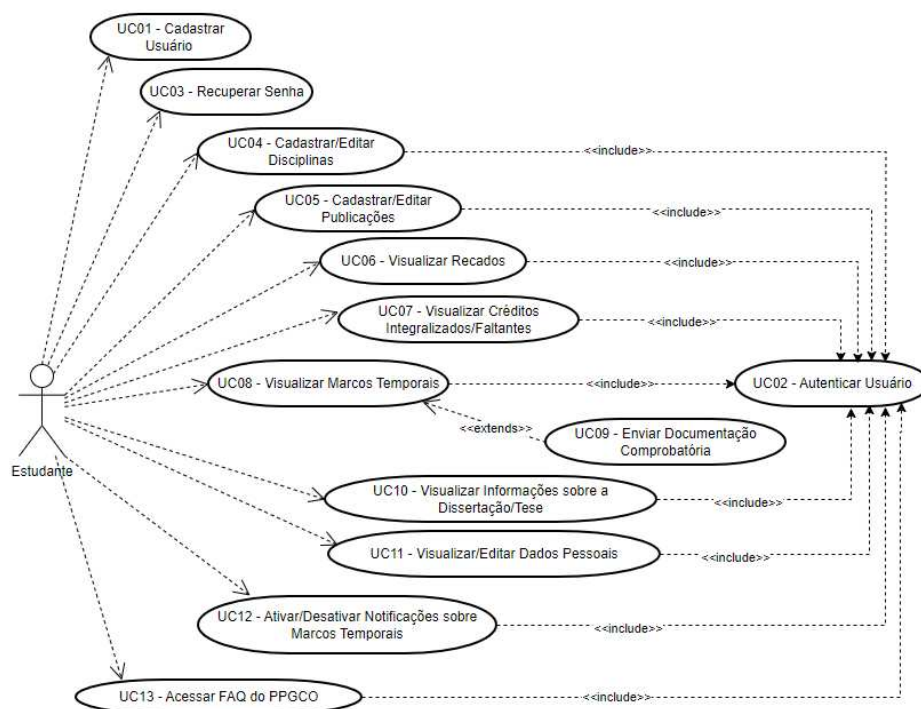 UC01 - Cadastrar
Usuário
UC03 - Recuperar Senha
UC04 - Cadastrar/Editar
Disciplinas
<<include>>
UC05 - Cadastrar/Editar
Publicações
<<include>>
UC06 - Visualizar Recados
<<include>>
UC07 - Visualizar Créditos
Integralizados/Faltantes
<<include>>
UC08 - Visualizar Marcos Temporais
<<include>>
UC02 - Autenticar Usuário
<<extends>>
UC09 - Enviar Documentação
Comprobatória
Estudante
UC10 - Visualizar Informações sobre a
Dissertação/Tese
<<include>>
UC11 - Visualizar/Editar Dados Pessoais
<<include>>
UC12 - Ativar/Desativar Notificações sobre
Marcos Temporais
<<include>>
UC13 - Acessar FAQ do PPGCO
<<include>>